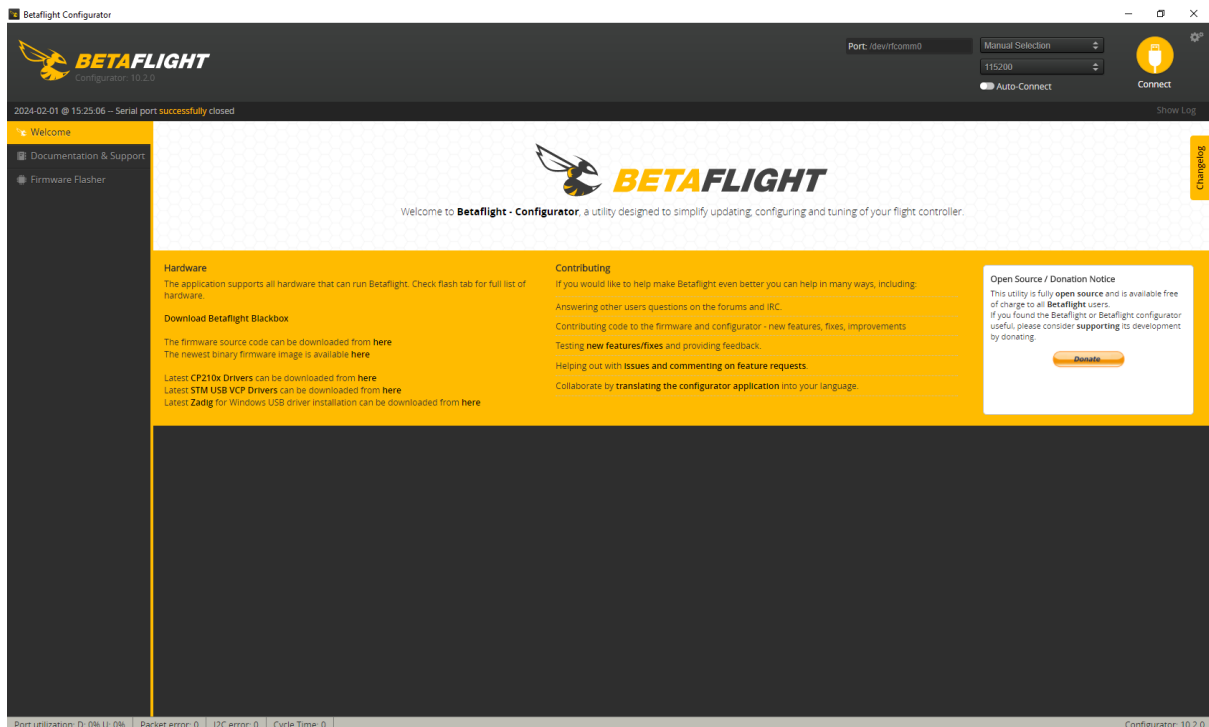 Betaflight Configurator
BETAFLIGHT
Configurator: 10.2.0
Port: /dev/rfcomm0
Manual Selection
115200
Auto-Connect
Connect
2024-02-01 @ 15:25:06 -- Serial port successfully closed
Show Log
Welcome
Documentation & Support
Firmware Flasher
Changelog
BETAFLIGHT
Welcome to Betaflight - Configurator, a utility designed to simplify updating, configuring and tuning of your flight controller.
Hardware
The application supports all hardware that can run Betaflight. Check flash tab for full list of
hardware.
Download Betaflight Blackbox
The firmware source code can be downloaded from here
The newest binary firmware image is available here
Latest CP210x Drivers can be downloaded from here
Latest STM USB VCP Drivers can be downloaded from here
Latest Zadig for Windows USB driver installation can be downloaded from here
Contributing
If you would like to help make Betaflight even better you can help in many ways, including:
Answering other users questions on the forums and IRC.
Contributing code to the firmware and configurator - new features, fixes, improvements
Testing new features/fixes and providing feedback.
Helping out with issues and commenting on feature requests.
Collaborate by translating the configurator application into your language.
Open Source / Donation Notice
This utility is fully open source and is available free
of charge to all Betaflight users.
If you found the Betaflight or Betaflight configurator
useful, please consider supporting its development
by donating.
Donate
Port utilization: D: 0% U: 0%
Packet error: 0
I2C error: 0
Cycle Time: 0
Configurator: 10.2.0